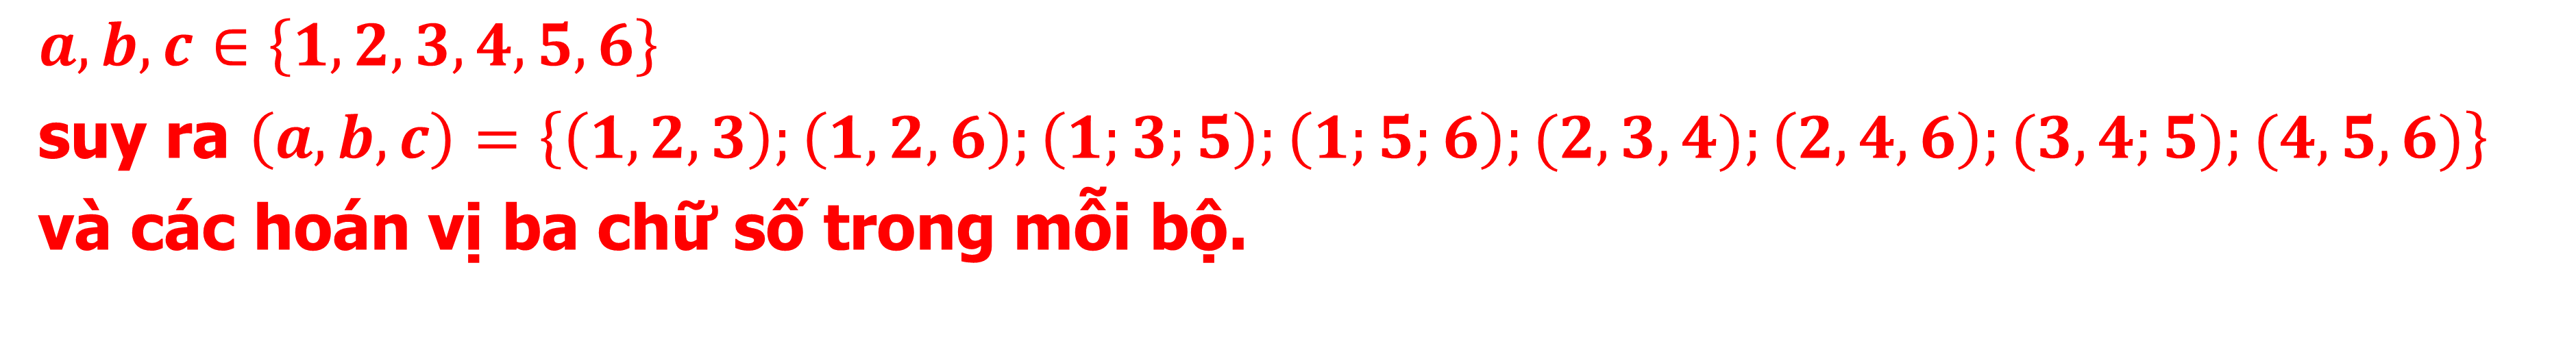 a, b, c ∈ {1, 2, 3, 4, 5, 6}
suy ra (a, b, c) = {(1, 2, 3); (1, 2, 6); (1; 3; 5); (1; 5; 6); (2, 3, 4); (2, 4, 6); (3, 4; 5); (4, 5, 6)}
và các hoán vị ba chữ số trong mỗi bộ.